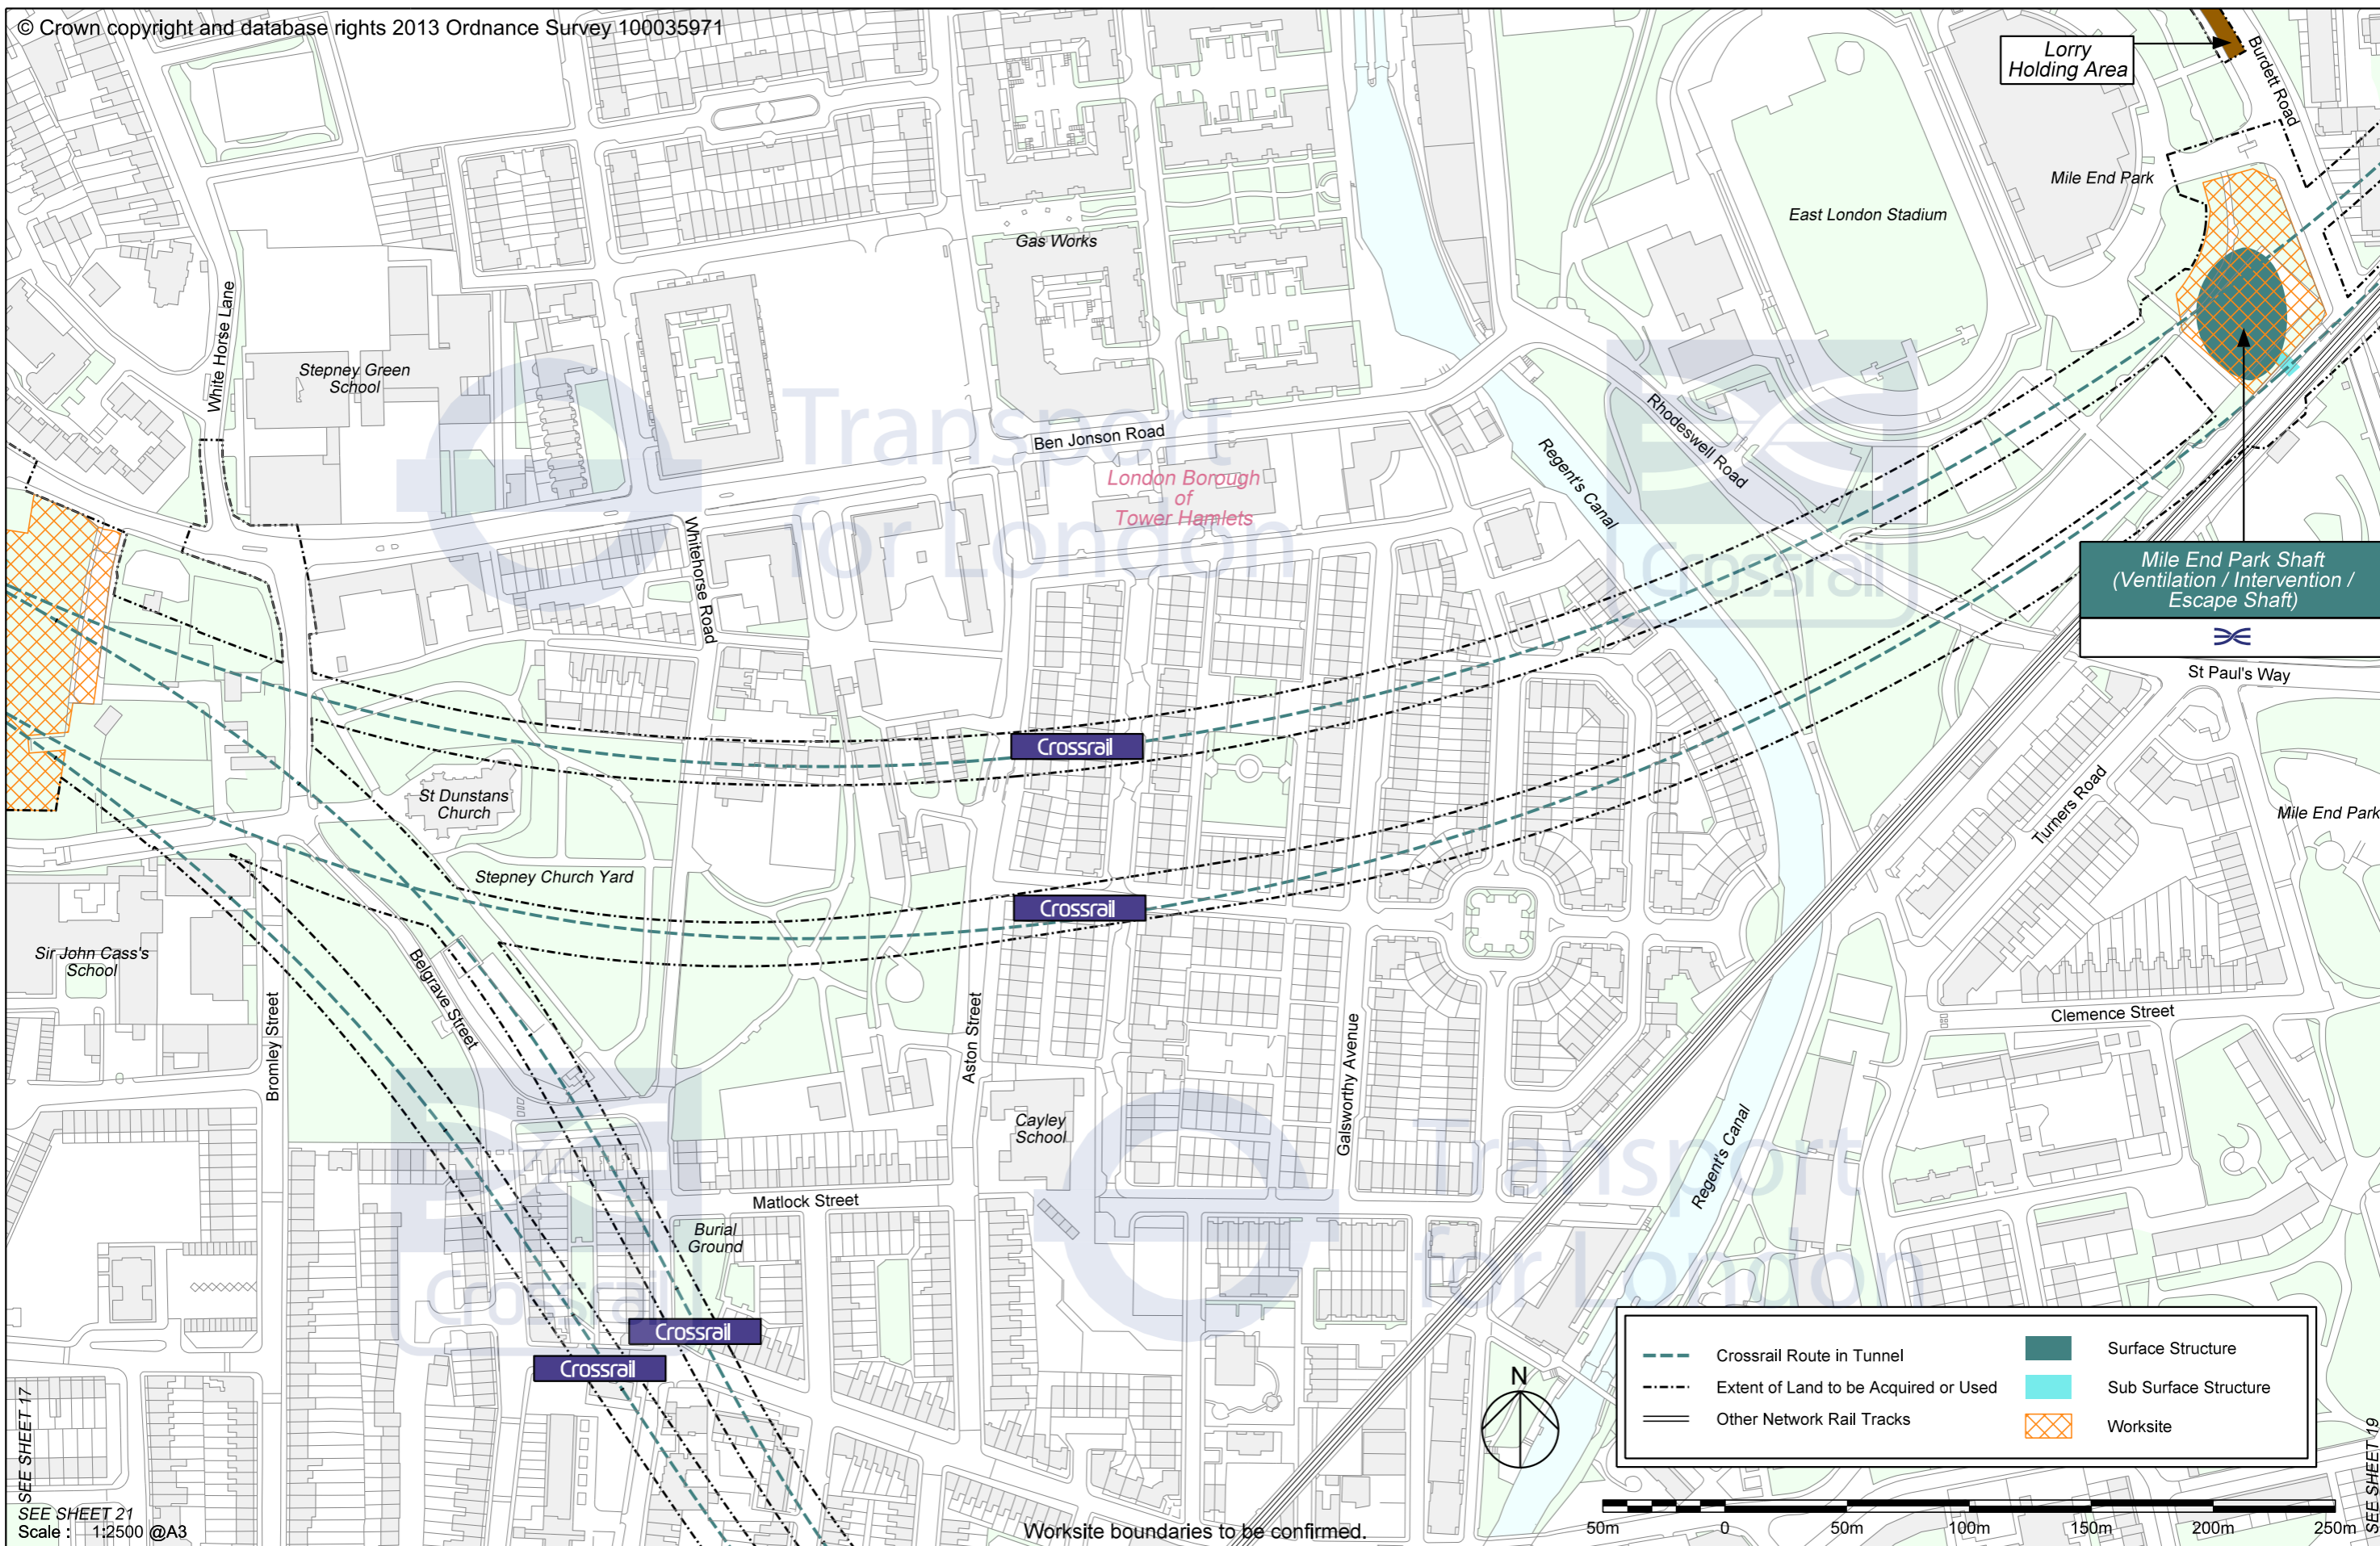 © Crown copyright and database rights 2013 Ordnance Survey 100035971
Lorry
Holding Area
Burdett Road
Mile End Park
East London Stadium
Gas Works
White Horse Lane
Stepney Green
School
Transport
for London
Ben Jonson Road
London Borough
of
Tower Hamlets
Regent's Canal
Rhodeswell Road
Crossrail
Whitehorse Road
Mile End Park Shaft
(Ventilation / Intervention /
Escape Shaft)
St Paul's Way
Crossrail
St Dunstans
Church
Turners Road
Mile End Park
Stepney Church Yard
Crossrail
Sir John Cass's
School
Belgrave Street
Bromley Street
Aston Street
Galsworthy Avenue
Clemence Street
Cayley
School
Transport
for London
Regent's Canal
Matlock Street
Burial
Ground
Crossrail
Crossrail
Crossrail
N
Crossrail Route in Tunnel
Extent of Land to be Acquired or Used
Other Network Rail Tracks
Surface Structure
Sub Surface Structure
Worksite
SEE SHEET 17
SEE SHEET 21
Scale : 1:2500 @A3
Worksite boundaries to be confirmed.
50m 0 50m 100m 150m 200m 250m
SEE SHEET 19